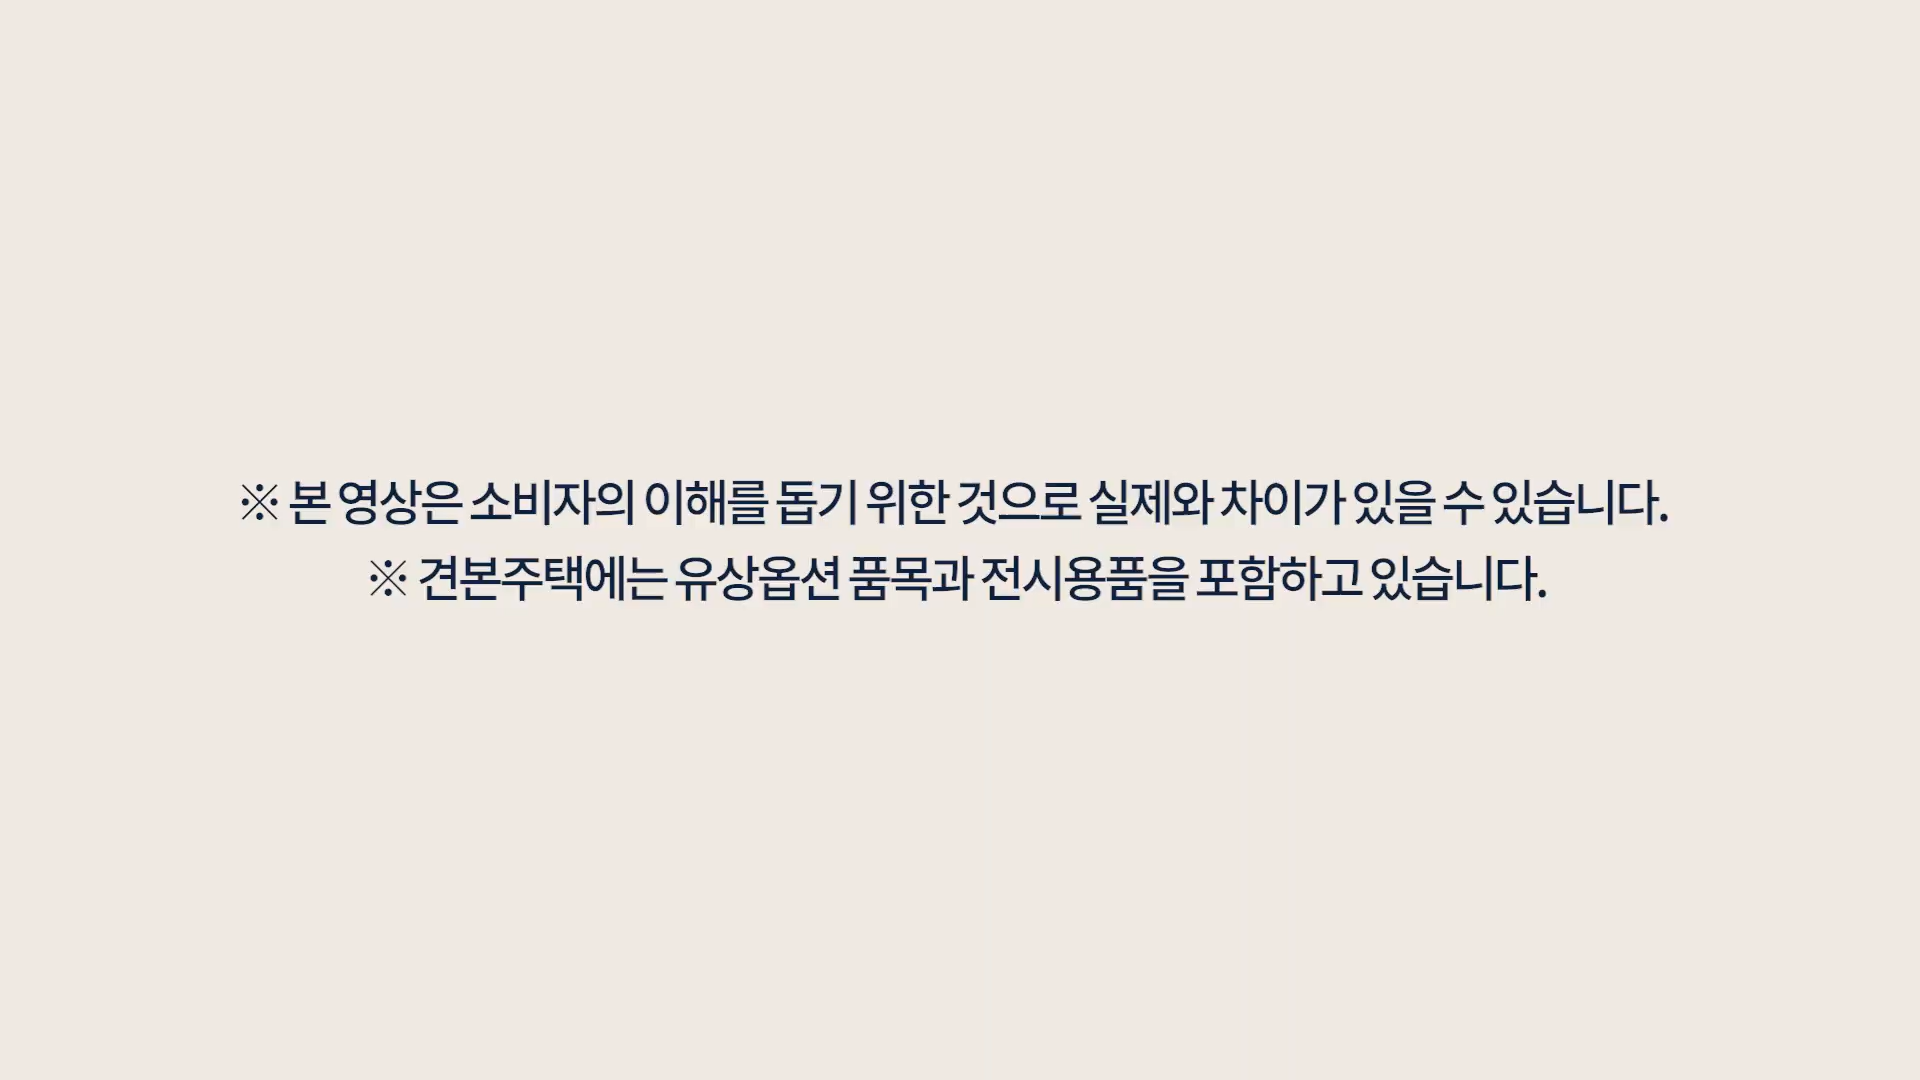 ※ 본 영상은 소비자의 이해를 돕기 위한 것으로 실제와 차이가 있을 수 있습니다.
※ 견본주택에는 유상옵션 품목과 전시용품을 포함하고 있습니다.